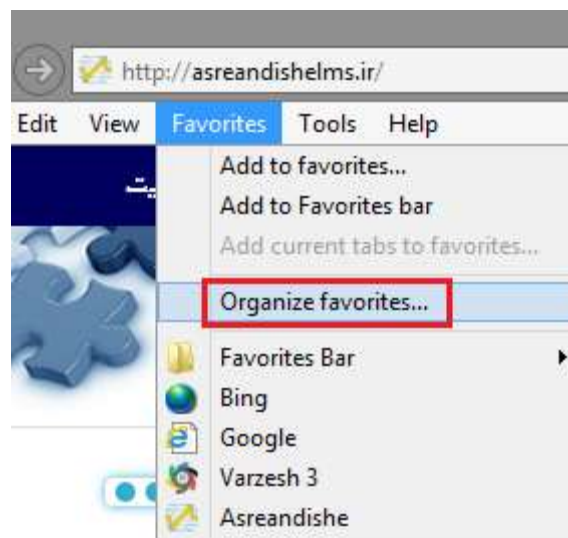 http://asreandishelms.ir/
Edit View Favorites Tools Help
Add to favorites...
Add to Favorites bar
Add current tabs to favorites...
Organize favorites...
Favorites Bar
Bing
Google
Varzesh 3
Asreandishe